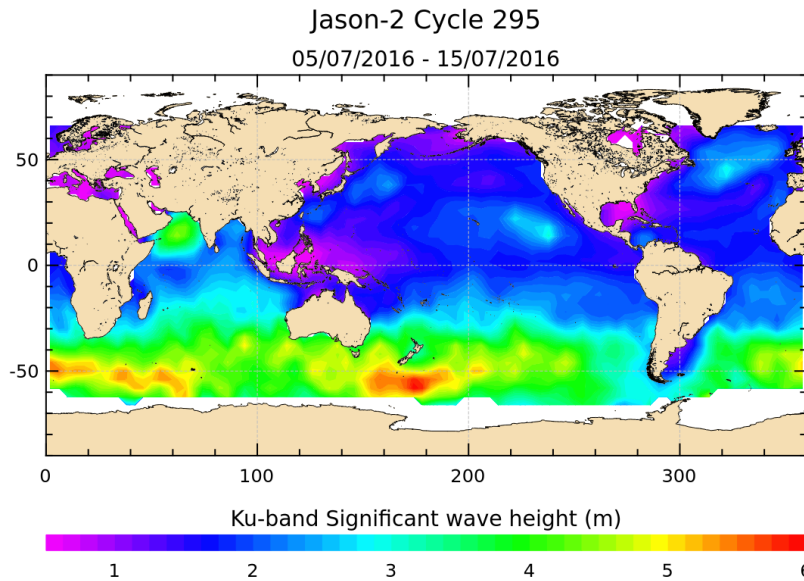 Jason-2 Cycle 295
05/07/2016 - 15/07/2016
50
0
-50
0 100 200 300
Ku-band Significant wave height (m)
1 2 3 4 5 6